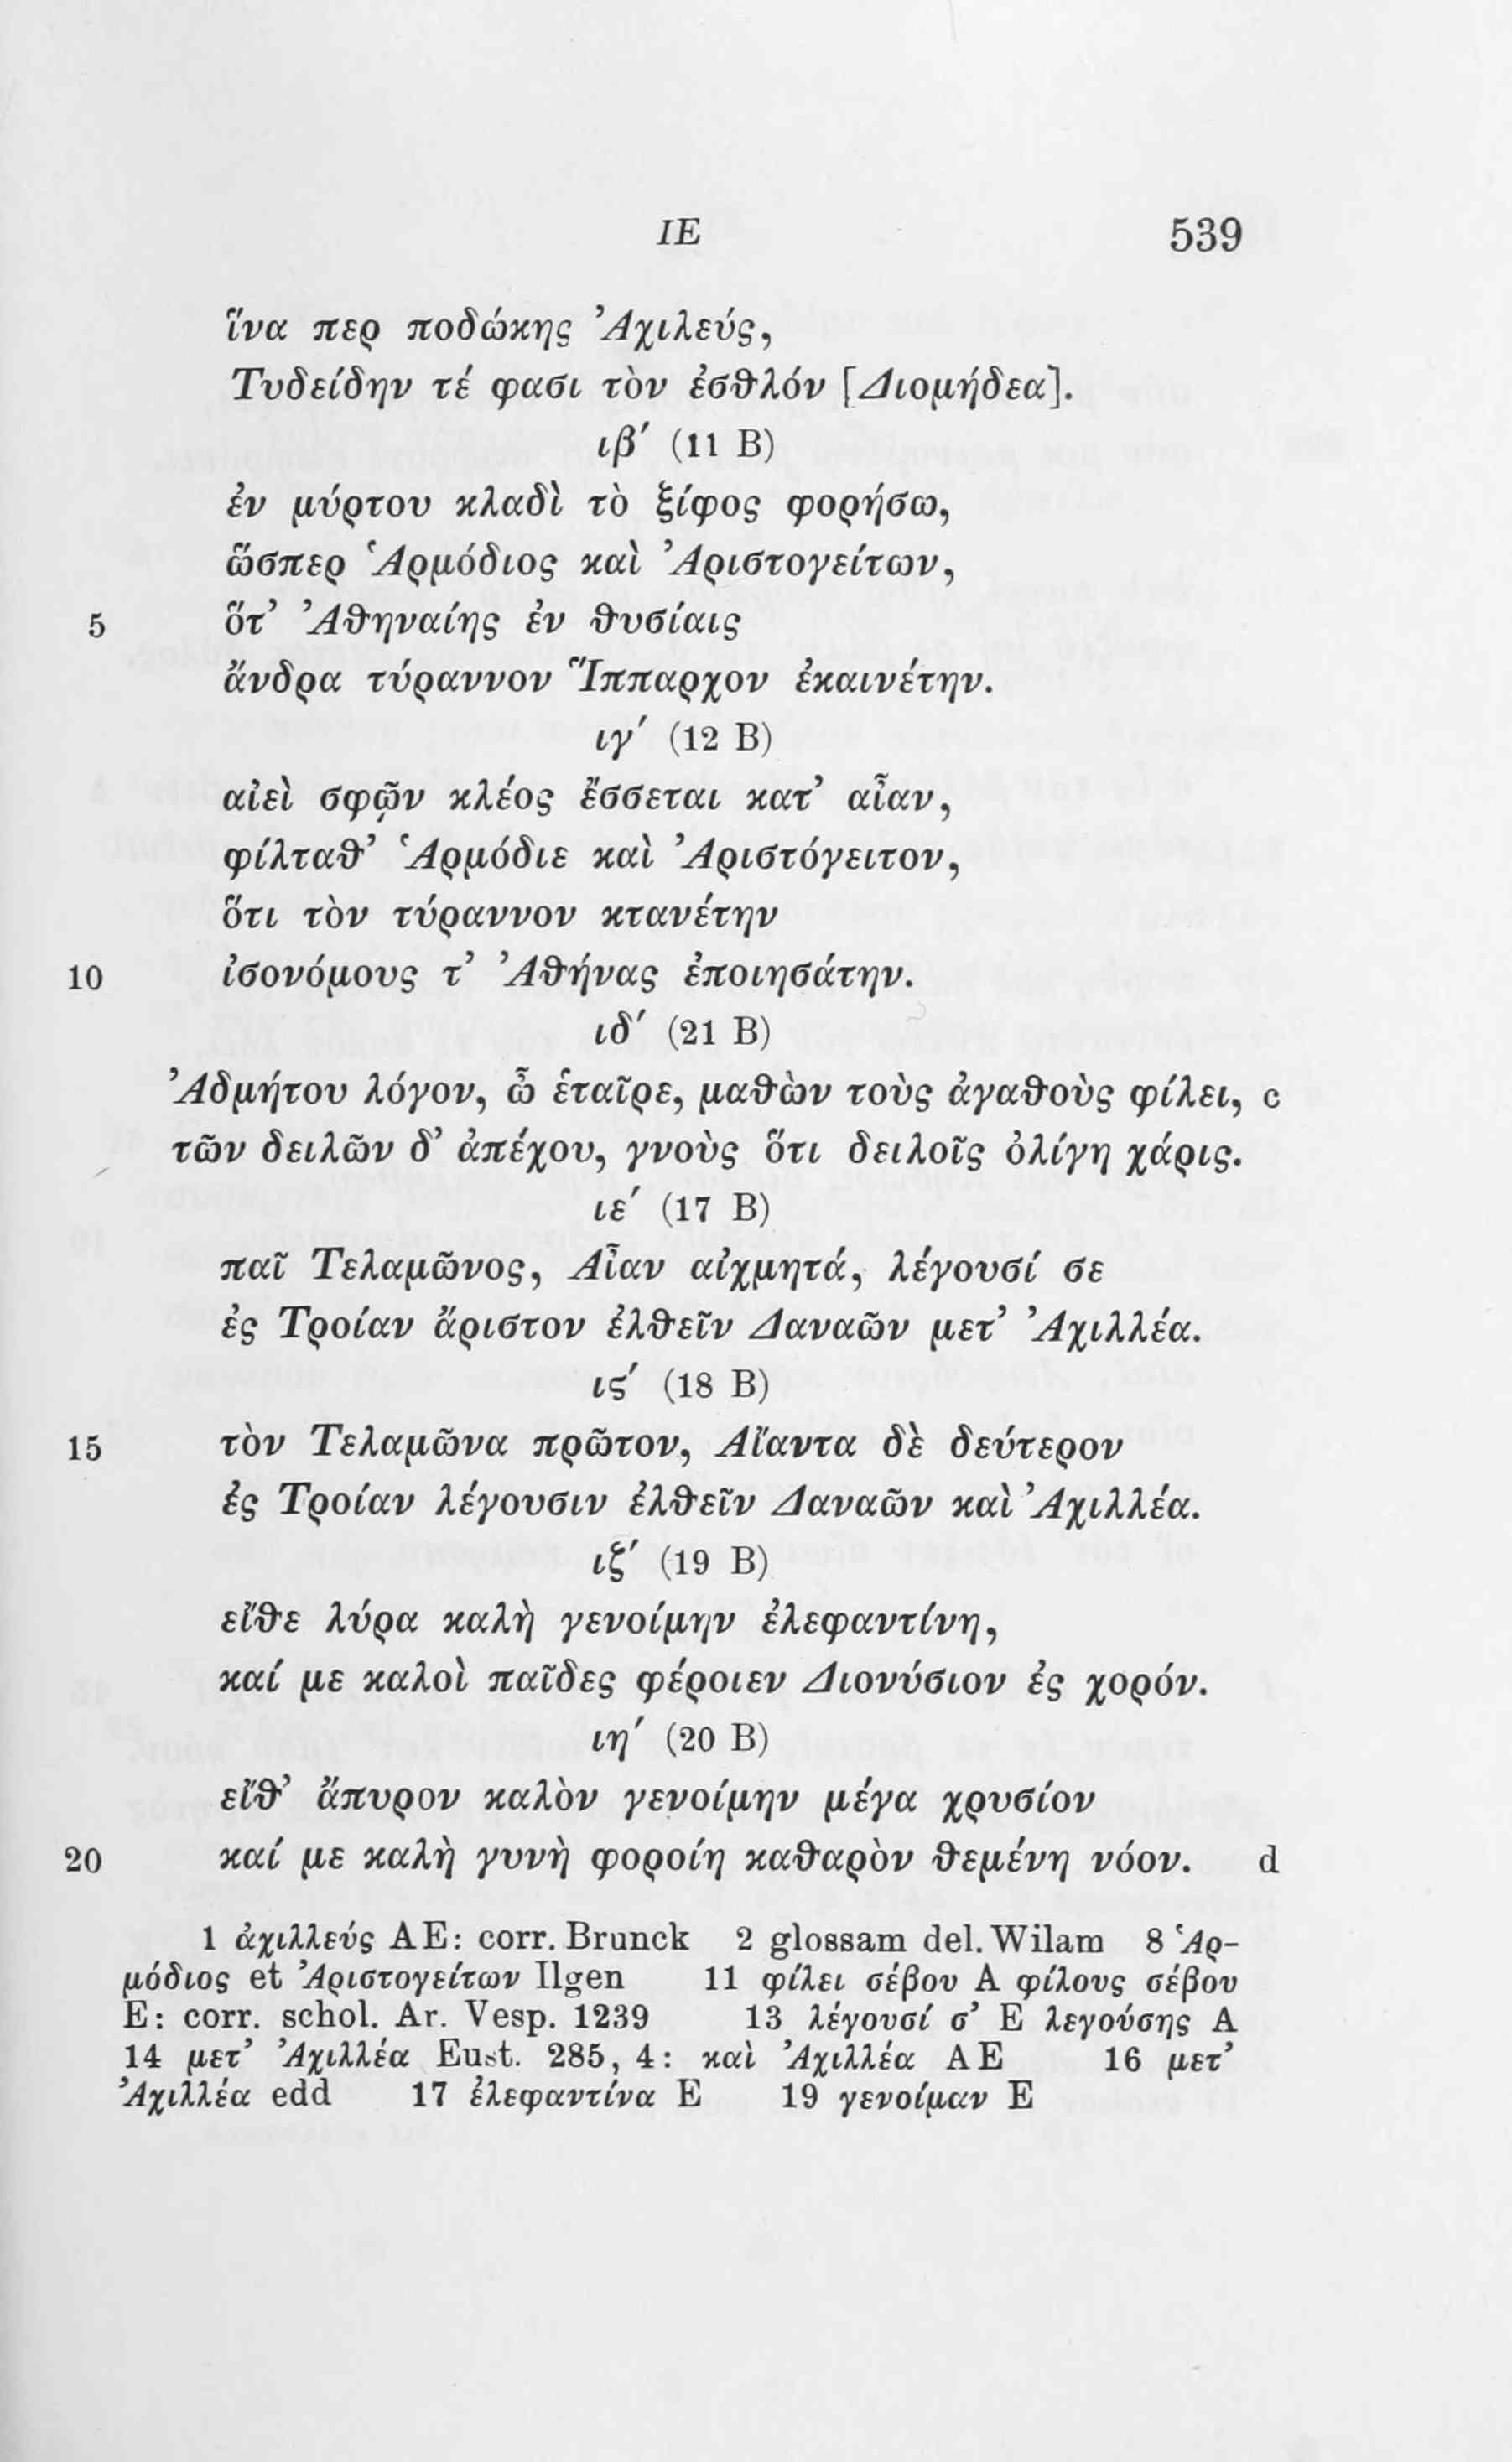 ΙΕ 539
ἵνα περ ποδώκης Ἀχιλεύς,
Τυδείδην τέ φασι τὸν ἐσθλόν [Διομήδεα].
ιβ′ (11 B)
ἐν μύρτου κλαδὶ τὸ ξίφος φορήσω,
ὥσπερ Ἁρμόδιος καὶ Ἀριστογείτων,
5 ὅτ’ Ἀθηναίης ἐν θυσίαις
ἄνδρα τύραννον Ἵππαρχον ἐκαινέτην.
ιγ′ (12 B)
αἰεὶ σφῷν κλέος ἔσσεται κατ’ αἶαν,
φίλταθ’ Ἁρμόδιε καὶ Ἀριστόγειτον,
ὅτι τὸν τύραννον κτανέτην
10 ἰσονόμους τ’ Ἀθήνας ἐποιησάτην.
ιδ′ (21 B)
Ἀδμήτου λόγον, ὦ ἑταῖρε, μαθὼν τοὺς ἀγαθοὺς φίλει, c
τῶν δειλῶν δ’ ἀπέχου, γνοὺς ὅτι δειλοῖς ὀλίγη χάρις.
ιε′ (17 B)
παῖ Τελαμῶνος, Αἶαν αἰχμητά, λέγουσί σε
ἐς Τροίαν ἄριστον ἐλθεῖν Δαναῶν μετ’ Ἀχιλλέα.
ις′ (18 B)
15 τὸν Τελαμῶνα πρῶτον, Αἴαντα δὲ δεύτερον
ἐς Τροίαν λέγουσιν ἐλθεῖν Δαναῶν καὶ Ἀχιλλέα.
ιζ′ (19 B)
εἴθε λύρα καλὴ γενοίμην ἐλεφαντίνη,
καί με καλοὶ παῖδες φέροιεν Διονύσιον ἐς χορόν.
ιη′ (20 B)
εἴθ’ ἄπυρον καλὸν γενοίμην μέγα χρυσίον
20 καί με καλὴ γυνὴ φοροίη καθαρὸν θεμένη νόον. d
1 ἀχιλλεύς AE: corr. Brunck 2 glossam del. Wilam 8 Ἁρ-
μόδιος et Ἀριστογείτων Ilgen 11 φίλει σέβου A φίλους σέβου
E: corr. schol. Ar. Vesp. 1239 13 λέγουσί σ’ E λεγούσης A
14 μετ’ Ἀχιλλέα Eust. 285, 4: καὶ Ἀχιλλέα AE 16 μετ’
Ἀχιλλέα edd 17 ἐλεφαντίνα E 19 γενοίμαν E